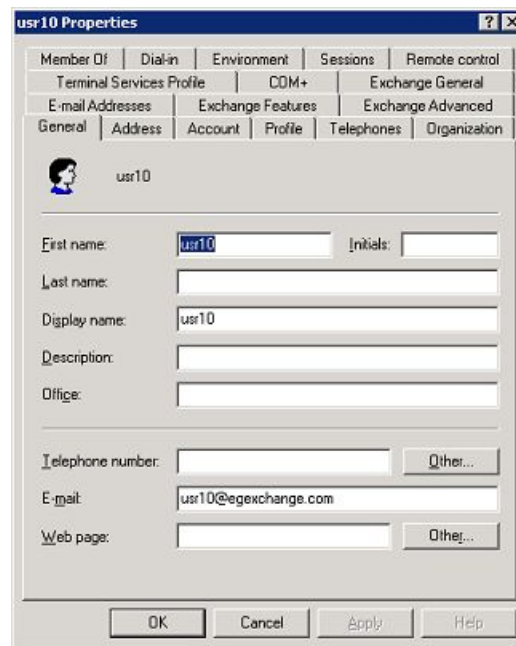 usr10 Properties
Member Of Dial-in Environment Sessions Remote control
Terminal Services Profile COM+ Exchange General
E-mail Addresses Exchange Features Exchange Advanced
General Address Account Profile Telephones Organization
usr10
First name: usr10 Initials:
Last name:
Display name: usr10
Description:
Office:
Telephone number: Other...
E-mail: usr10@egexchange.com
Web page: Other...
OK Cancel Apply Help